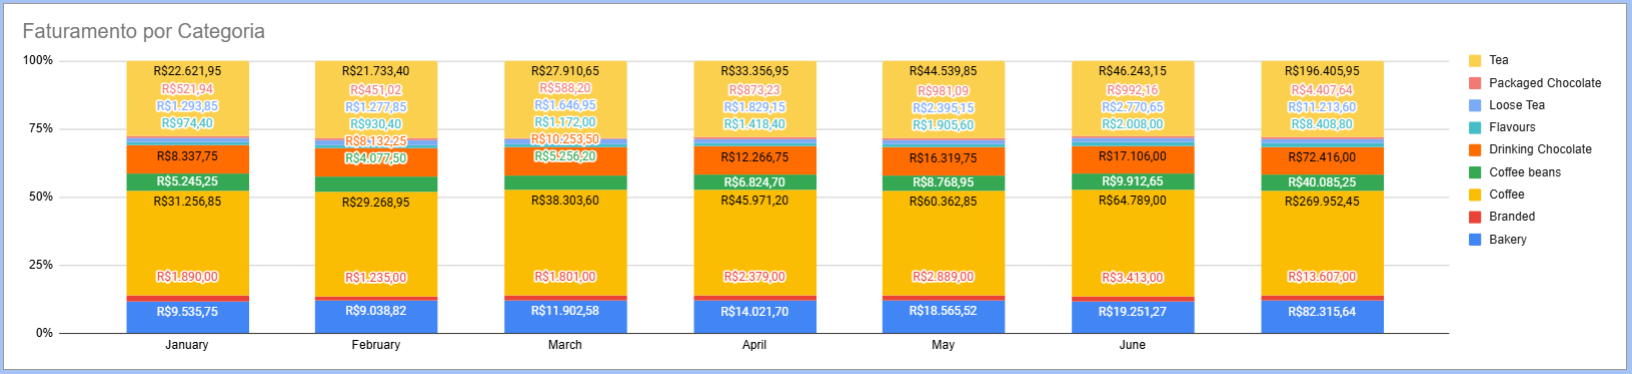 Faturamento por Categoria
100%
75%
50%
25%
0%
R$22.621,95
R$521,94
R$1.293,85
R$974,40
R$8.337,75
R$5.245,25
R$31.256,85
R$1.890,00
R$9.535,75
January
R$21.733,40
R$451,02
R$1.277,85
R$930,40
R$8.132,25
R$4.077,50
R$29.268,95
R$1.235,00
R$9.038,82
February
R$27.910,65
R$588,20
R$1.646,95
R$1.172,00
R$10.253,50
R$5.256,20
R$38.303,60
R$1.801,00
R$11.902,58
March
R$33.356,95
R$873,23
R$1.829,15
R$1.418,40
R$12.266,75
R$6.824,70
R$45.971,20
R$2.379,00
R$14.021,70
April
R$44.539,85
R$981,09
R$2.395,15
R$1.905,60
R$16.319,75
R$8.768,95
R$60.362,85
R$2.889,00
R$18.565,52
May
R$46.243,15
R$992,16
R$2.770,65
R$2.008,00
R$17.106,00
R$9.912,65
R$64.789,00
R$3.413,00
R$19.251,27
June
R$196.405,95
R$4.407,64
R$11.213,60
R$8.408,80
R$72.416,00
R$40.085,25
R$269.952,45
R$13.607,00
R$82.315,64
Tea
Packaged Chocolate
Loose Tea
Flavours
Drinking Chocolate
Coffee beans
Coffee
Branded
Bakery